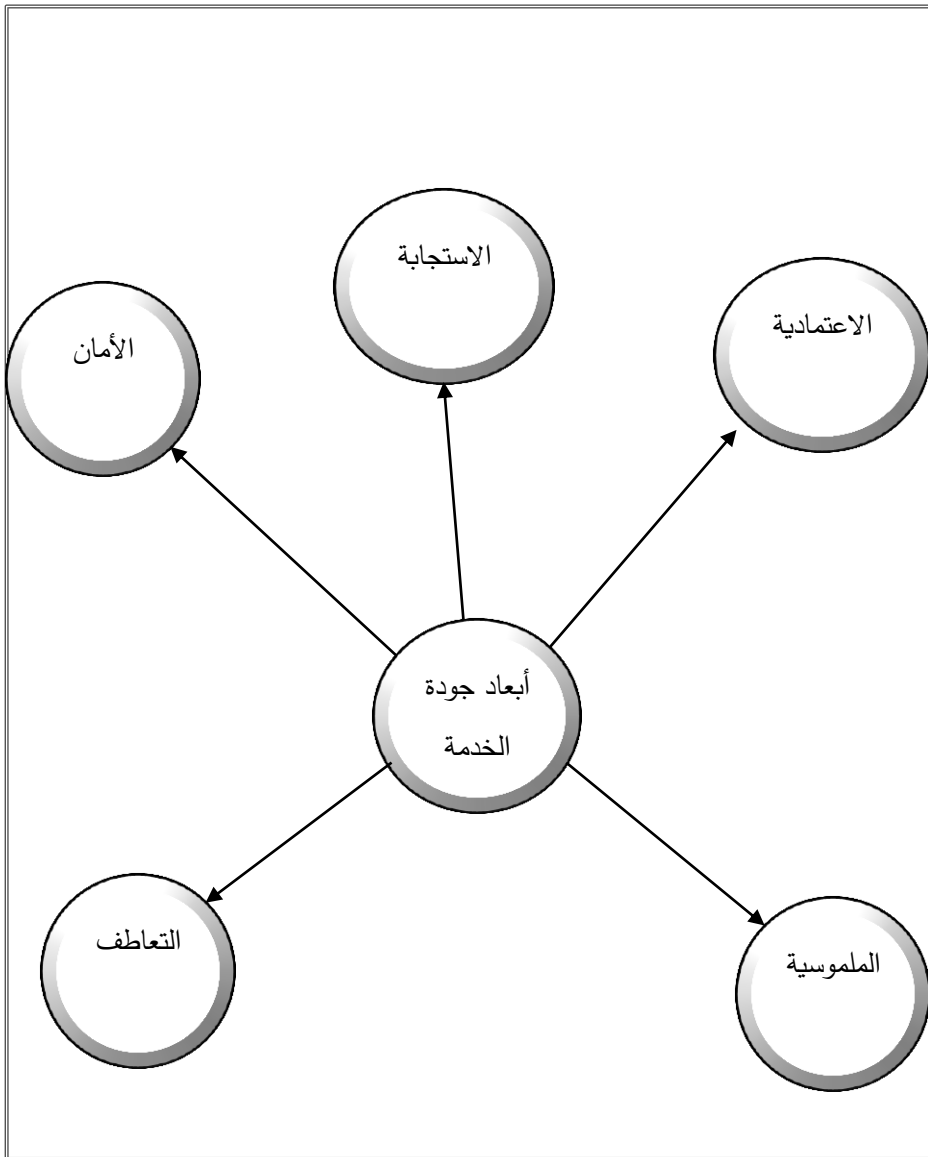 الاستجابة
الاعتمادية
الأمان
أبعاد جودة
الخدمة
التعاطف
الملموسية